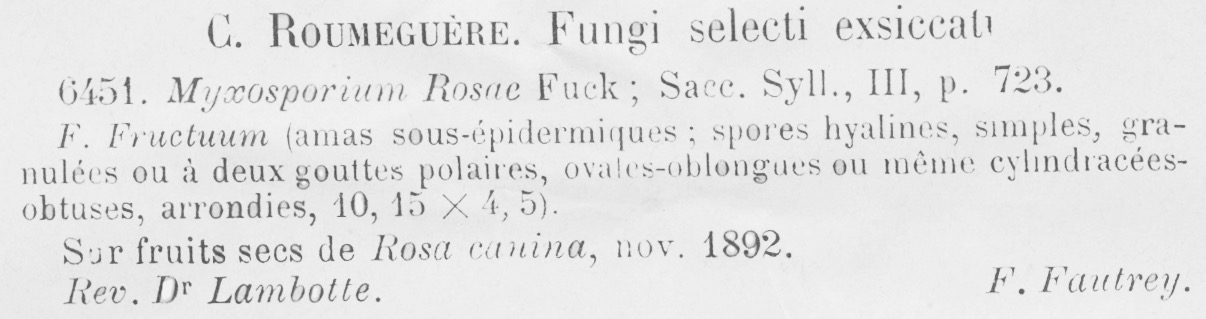 C. ROUMEGUÈRE. Fungi selecti exsiccati
6451. Myxosporium Rosae Fuck ; Sacc. Syll., III, p. 723.
F. Fructuum (amas sous-épidermiques ; spores hyalines, simples, gra-
nulées ou à deux gouttes polaires, ovales-oblongues ou même cylindracées-
obtuses, arrondies, 10, 15 × 4, 5).
Sur fruits secs de Rosa canina, nov. 1892.
Rev. Dr Lambotte. F. Fautrey.